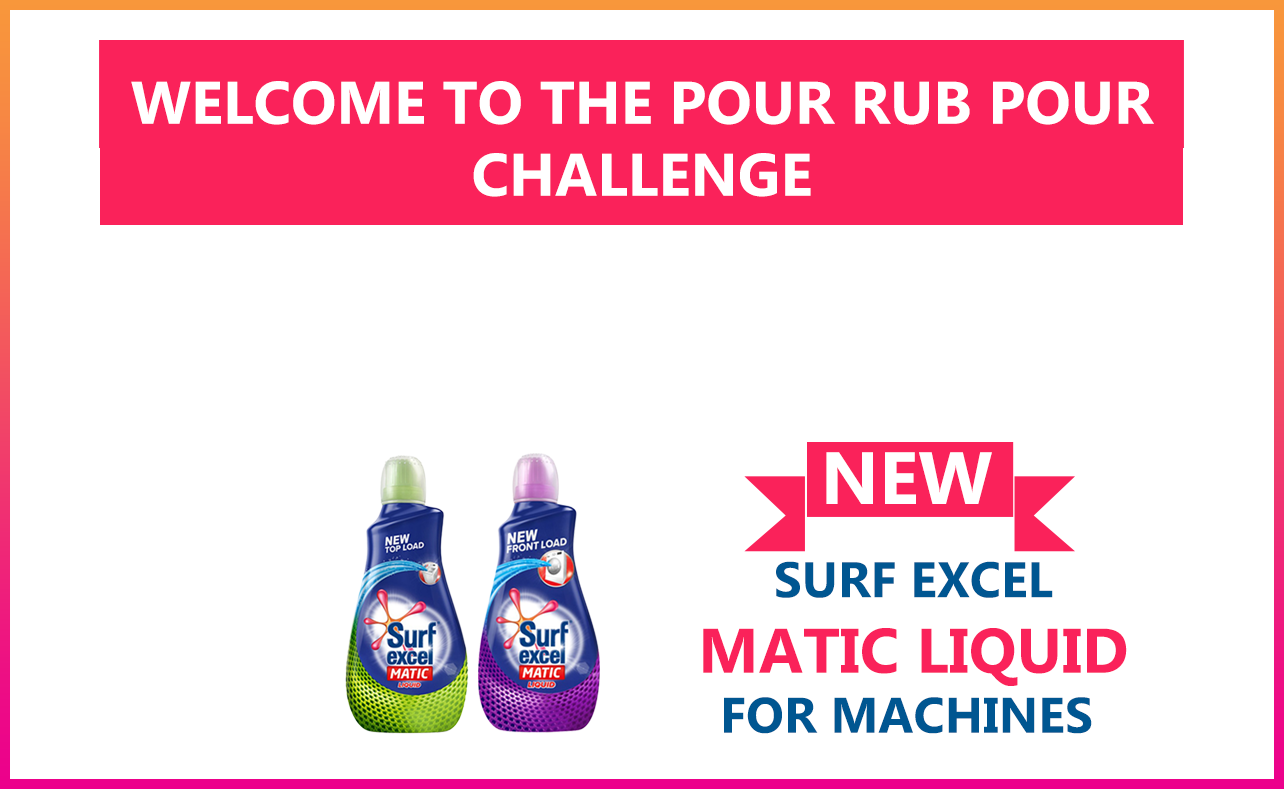 WELCOME TO THE POUR RUB POUR
CHALLENGE
NEW
SURF EXCEL
MATIC LIQUID
FOR MACHINES
NEW
TOP LOAD
Surf
excel
MATIC
LIQUID
NEW
FRONT LOAD
Surf
excel
MATIC
LIQUID